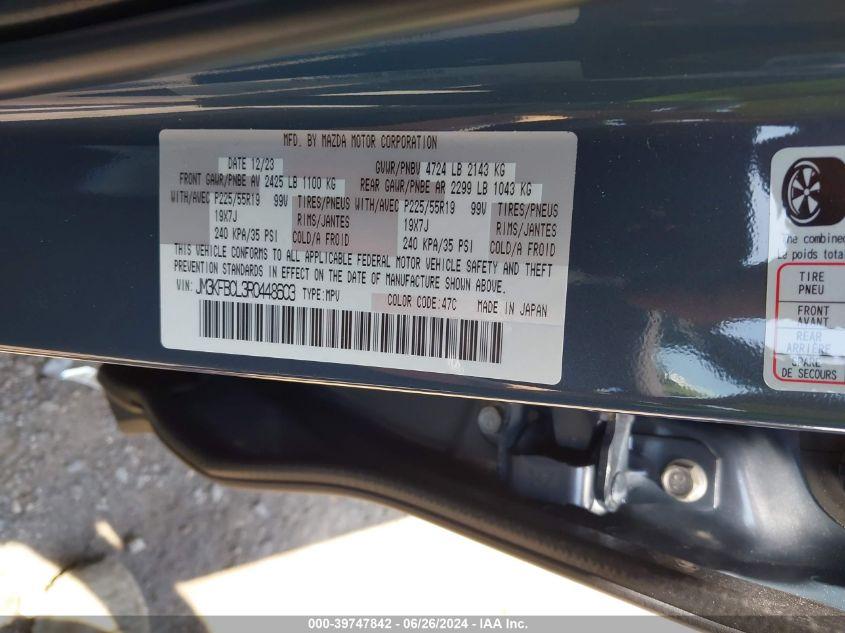 MFD. BY MAZDA MOTOR CORPORATION
DATE 12/23 GVWR/PNBV 4724 LB 2143 KG
FRONT GAWR/PNBE AV 2425 LB 1100 KG REAR GAWR/PNBE AR 2299 LB 1043 KG
WITH/AVEC P225/55R19 99V TIRES/PNEUS WITH/AVEC P225/55R19 99V TIRES/PNEUS
19X7J RIMS/JANTES 19X7J RIMS/JANTES
240 KPA/35 PSI COLD/A FROID 240 KPA/35 PSI COLD/A FROID
THIS VEHICLE CONFORMS TO ALL APPLICABLE FEDERAL MOTOR VEHICLE SAFETY AND THEFT
PREVENTION STANDARDS IN EFFECT ON THE DATE OF MANUFACTURE SHOWN ABOVE.
VIN: JM3KFBCL3R0448603 TYPE:MPV COLOR CODE:47C MADE IN JAPAN
The combined
poids tota
TIRE
PNEU
FRONT
AVANT
REAR
ARRIÈRE
SPARE
DE SECOURS
000-39747842 - 06/26/2024 - IAA Inc.